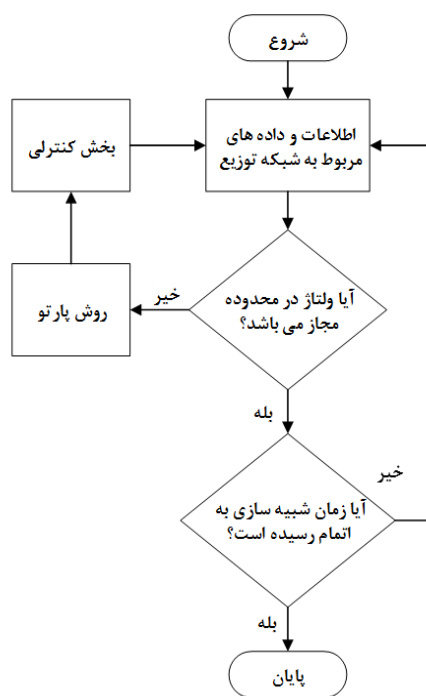 شروع
اطلاعات و داده های
مربوط به شبکه توزیع
بخش کنترلی
آیا ولتاژ در محدوده
مجاز می باشد؟
خیر
روش پارتو
بله
آیا زمان شبیه سازی به
اتمام رسیده است؟
خیر
بله
پایان